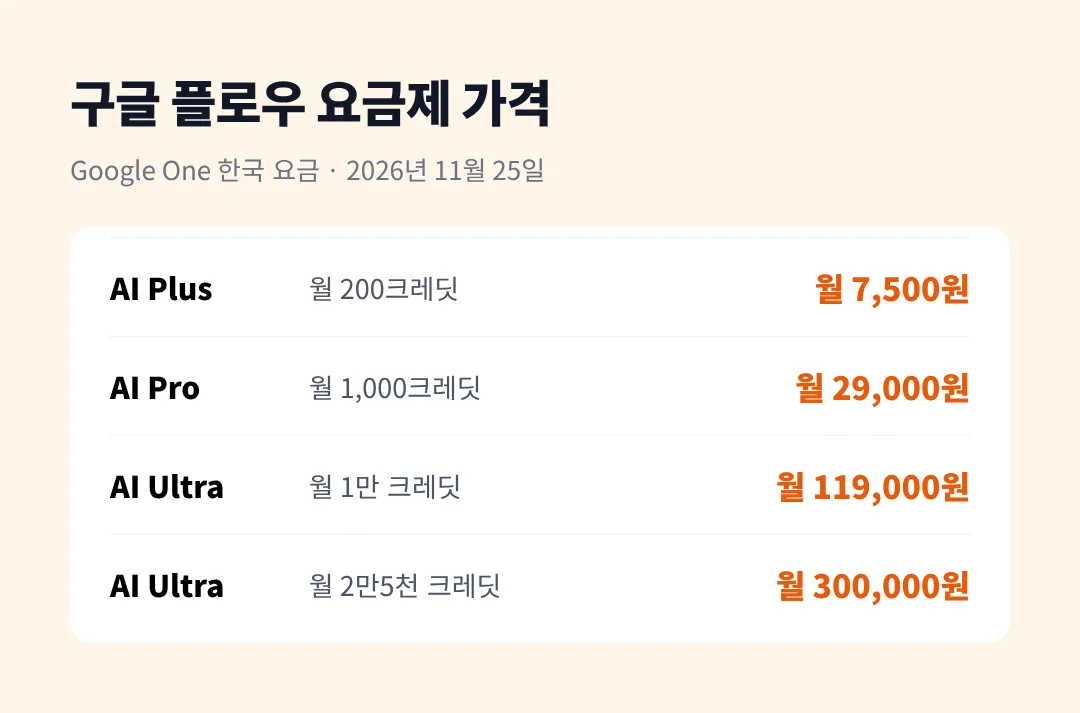 구글 플로우 요금제 가격
Google One 한국 요금 · 2026년 11월 25일
AI Plus 월 200크레딧 월 7,500원
AI Pro 월 1,000크레딧 월 29,000원
AI Ultra 월 1만 크레딧 월 119,000원
AI Ultra 월 2만5천 크레딧 월 300,000원